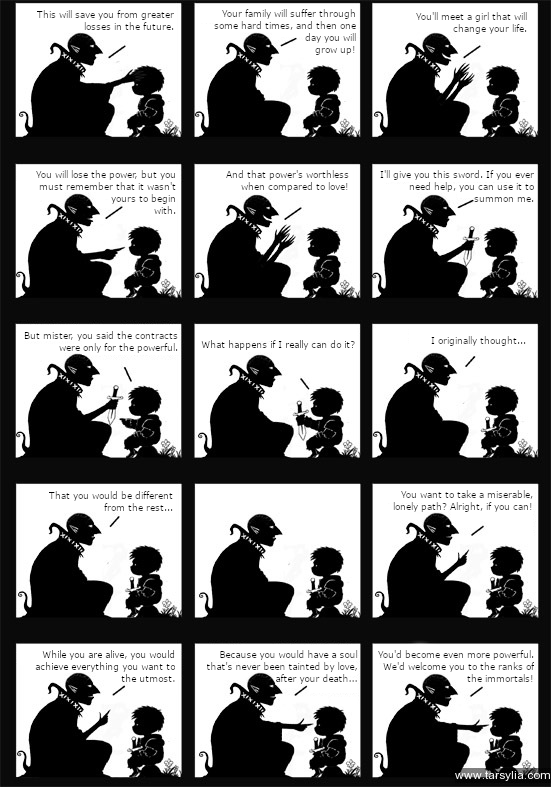 This will save you from greater
losses in the future.
Your family will suffer through
some hard times, and then one
day you will
grow up!
You'll meet a girl that will
change your life.
You will lose the power, but you
must remember that it wasn't
yours to begin
with.
And that power's worthless
when compared to love!
I'll give you this sword. If you ever
need help, you can use it to
summon me.
But mister, you said the contracts
were only for the powerful.
What happens if I really can do it?
I originally thought...
That you would be different
from the rest...
You want to take a miserable,
lonely path? Alright, if you can!
While you are alive, you would
achieve everything you want to
the utmost.
Because you would have a soul
that's never been tainted by love,
after your death...
You'd become even more powerful.
We'd welcome you to the ranks of
the immortals!
www.tarsylia.com